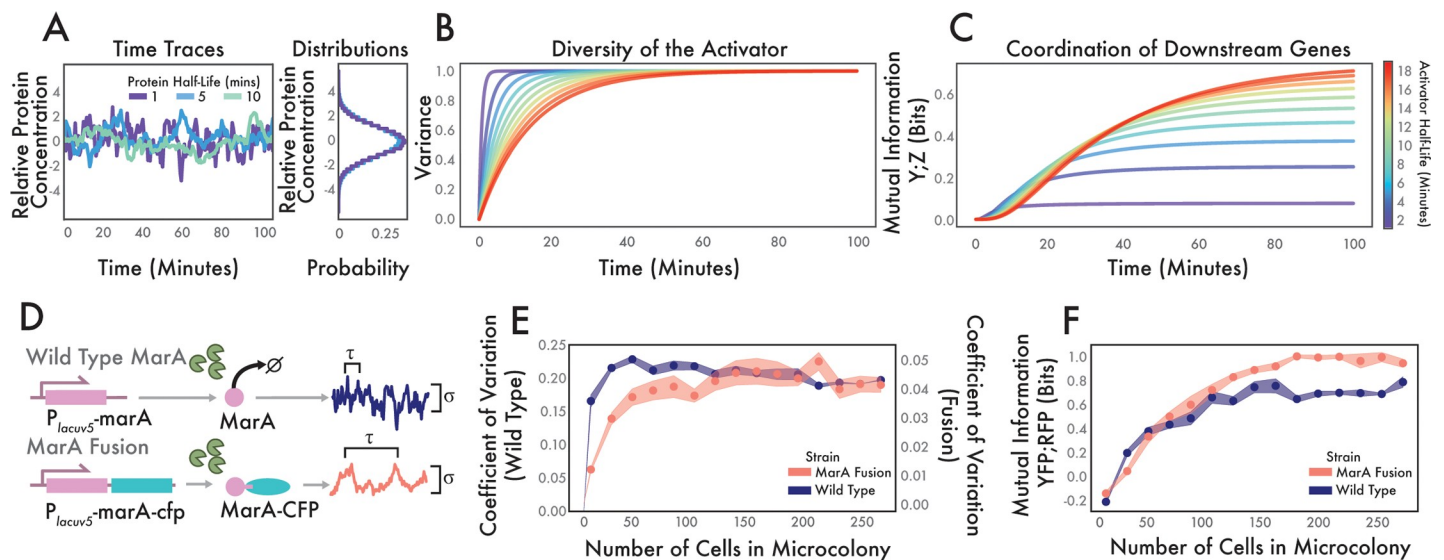 A
Time Traces
Relative Protein
Concentration
Protein Half-Life (mins)
1 5 10
4
2
0
-2
-4
0 20 40 60 80 100
Time (Minutes)
Distributions
Relative Protein
Concentration
4
2
0
-2
-4
0 0.25
Probability
B
Diversity of the Activator
Variance
1.0
0.8
0.6
0.4
0.2
0.0
0 20 40 60 80 100
Time (Minutes)
C
Coordination of Downstream Genes
Mutual Information
Y;Z (Bits)
0.6
0.4
0.2
0.0
0 20 40 60 80 100
Time (Minutes)
Activator Half-Life (Minutes)
18
16
14
12
10
8
6
4
2
D
Wild Type MarA
Placuv5-marA
MarA
∅
τ
σ
MarA Fusion
Placuv5-marA-cfp
MarA-CFP
τ
σ
E
Coefficient of Variation
(Wild Type)
0.25
0.20
0.15
0.10
0.05
0.00
0 50 100 150 200 250
Number of Cells in Microcolony
Strain
MarA Fusion
Wild Type
0.05
0.04
0.03
0.02
0.01
0.00
Coefficient of Variation
(Fusion)
F
Mutual Information
YFP;RFP (Bits)
1.0
0.8
0.6
0.4
0.2
0.0
-0.2
0 50 100 150 200 250
Number of Cells in Microcolony
Strain
MarA Fusion
Wild Type